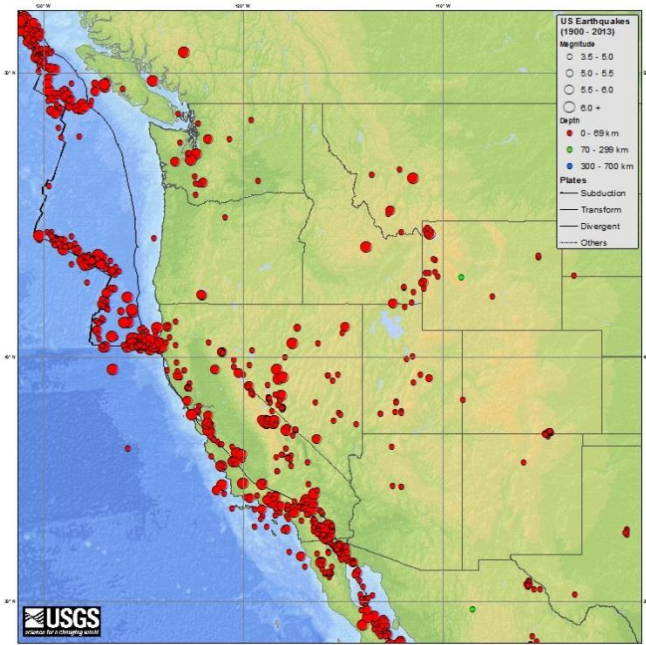 120° W
110° W
US Earthquakes
(1900 - 2013)
Magnitude
3.5 - 5.0
5.0 - 5.5
5.5 - 6.0
6.0 +
Depth
0 - 69 km
70 - 299 km
300 - 700 km
Plates
Subduction
Transform
Divergent
Others
USGS
science for a changing world